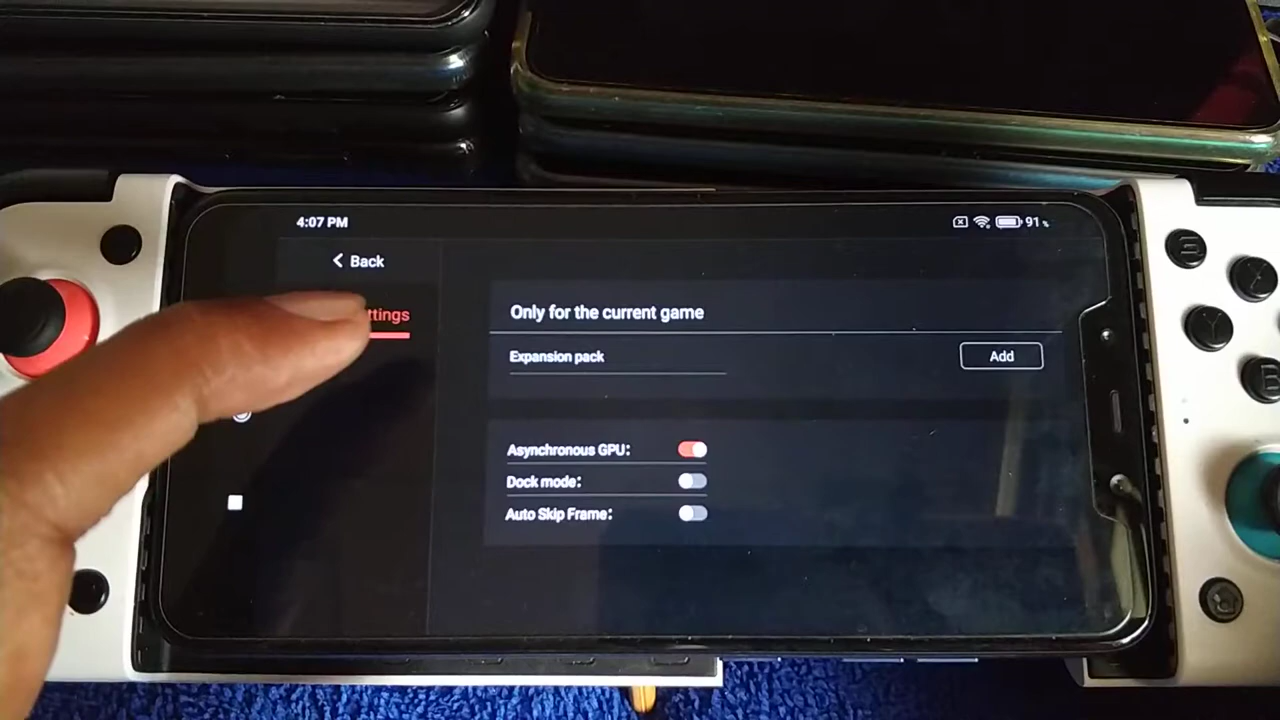 4:07 PM
91%
Back
ttings
Only for the current game
Expansion pack
Add
Asynchronous GPU:
Dock mode:
Auto Skip Frame:
Y
B